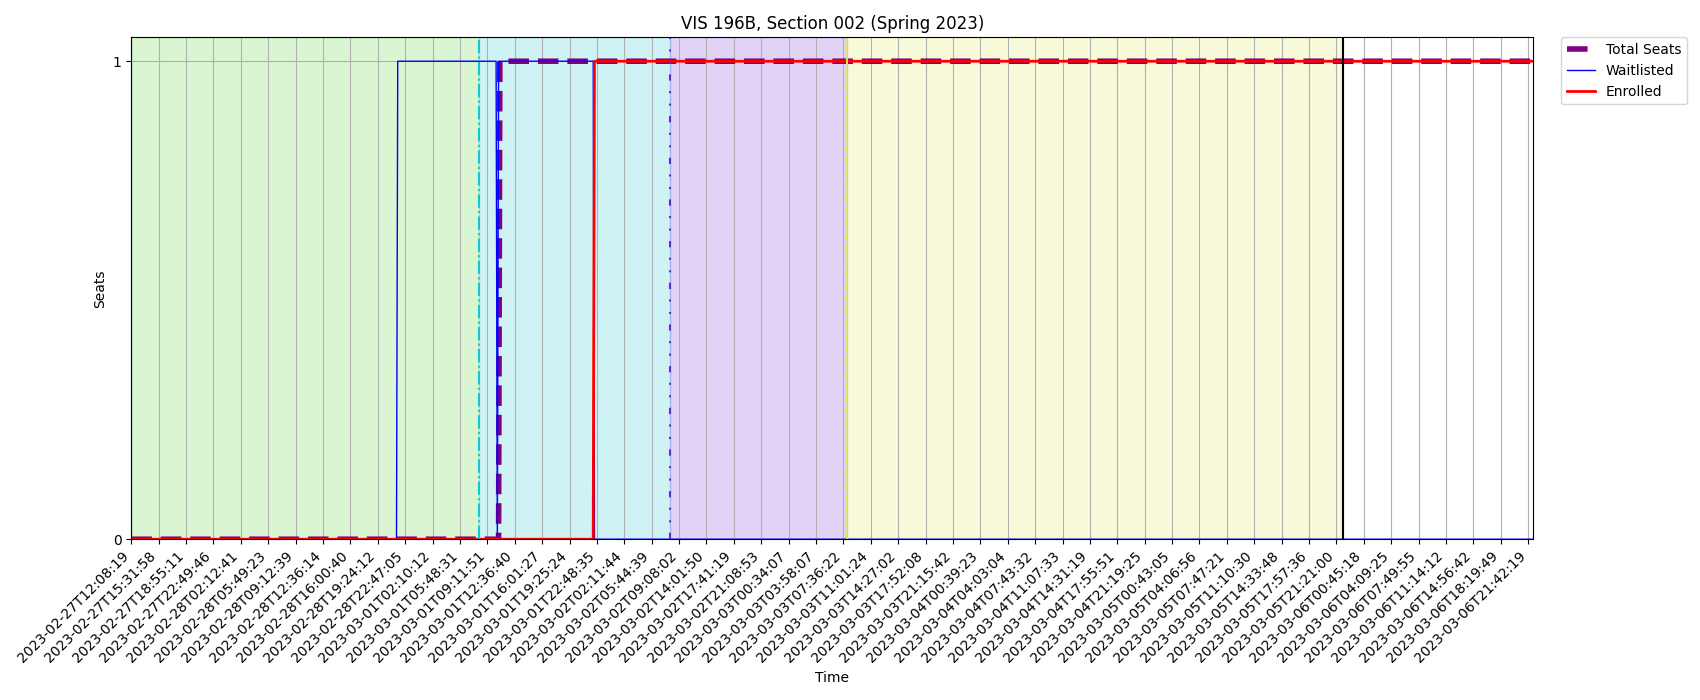 VIS 196B, Section 002 (Spring 2023)
Total Seats
Waitlisted
Enrolled
1
Seats
0
2023-02-27T12:08:19
2023-02-27T15:31:58
2023-02-27T18:55:11
2023-02-27T22:49:46
2023-02-28T02:12:41
2023-02-28T05:49:23
2023-02-28T09:12:39
2023-02-28T12:36:14
2023-02-28T16:00:40
2023-02-28T19:24:12
2023-02-28T22:47:05
2023-03-01T02:10:12
2023-03-01T05:48:31
2023-03-01T09:11:51
2023-03-01T12:36:40
2023-03-01T16:01:27
2023-03-01T19:25:24
2023-03-01T22:48:35
2023-03-02T02:11:44
2023-03-02T05:44:39
2023-03-02T09:08:02
2023-03-02T14:01:50
2023-03-02T17:41:19
2023-03-02T21:08:53
2023-03-03T00:34:07
2023-03-03T03:58:07
2023-03-03T07:36:22
2023-03-03T11:01:24
2023-03-03T14:27:02
2023-03-03T17:52:08
2023-03-03T21:15:42
2023-03-04T00:39:23
2023-03-04T04:03:04
2023-03-04T07:43:32
2023-03-04T11:07:33
2023-03-04T14:31:19
2023-03-04T17:55:51
2023-03-04T21:19:25
2023-03-05T00:43:05
2023-03-05T04:06:56
2023-03-05T07:47:21
2023-03-05T11:10:30
2023-03-05T14:33:48
2023-03-05T17:57:36
2023-03-05T21:21:00
2023-03-06T00:45:18
2023-03-06T04:09:25
2023-03-06T07:49:55
2023-03-06T11:14:12
2023-03-06T14:56:42
2023-03-06T18:19:49
2023-03-06T21:42:19
Time